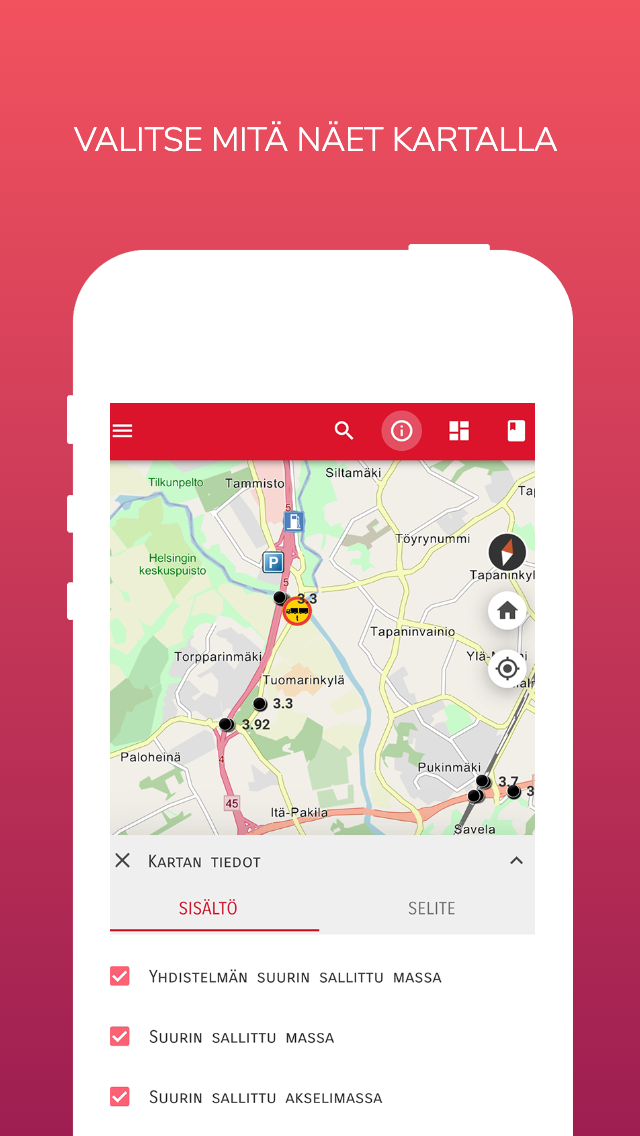 VALITSE MITÄ NÄET KARTALLA
Siltamäki
Tilkunpelto
Tammisto
5
Töyrynummi
Helsingin
keskuspuisto
P
5
3.3
t
Tapaninkyl
Tapaninvainio
Torpparinmäki
Ylä-
Tuomarinkylä
3.3
3.92
Paloheinä
4
Pukinmäki
3.7
3
45
Itä-Pakila
Savela
Kartan tiedot
SISÄLTÖ
SELITE
Yhdistelmän suurin sallittu massa
Suurin sallittu massa
Suurin sallittu akselimassa